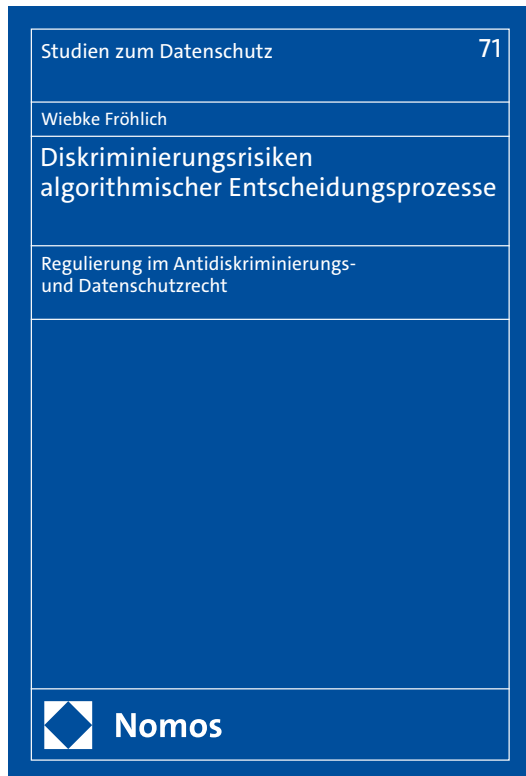 Studien zum Datenschutz 71
Wiebke Fröhlich
Diskriminierungsrisiken
algorithmischer Entscheidungsprozesse
Regulierung im Antidiskriminierungs-
und Datenschutzrecht
Nomos